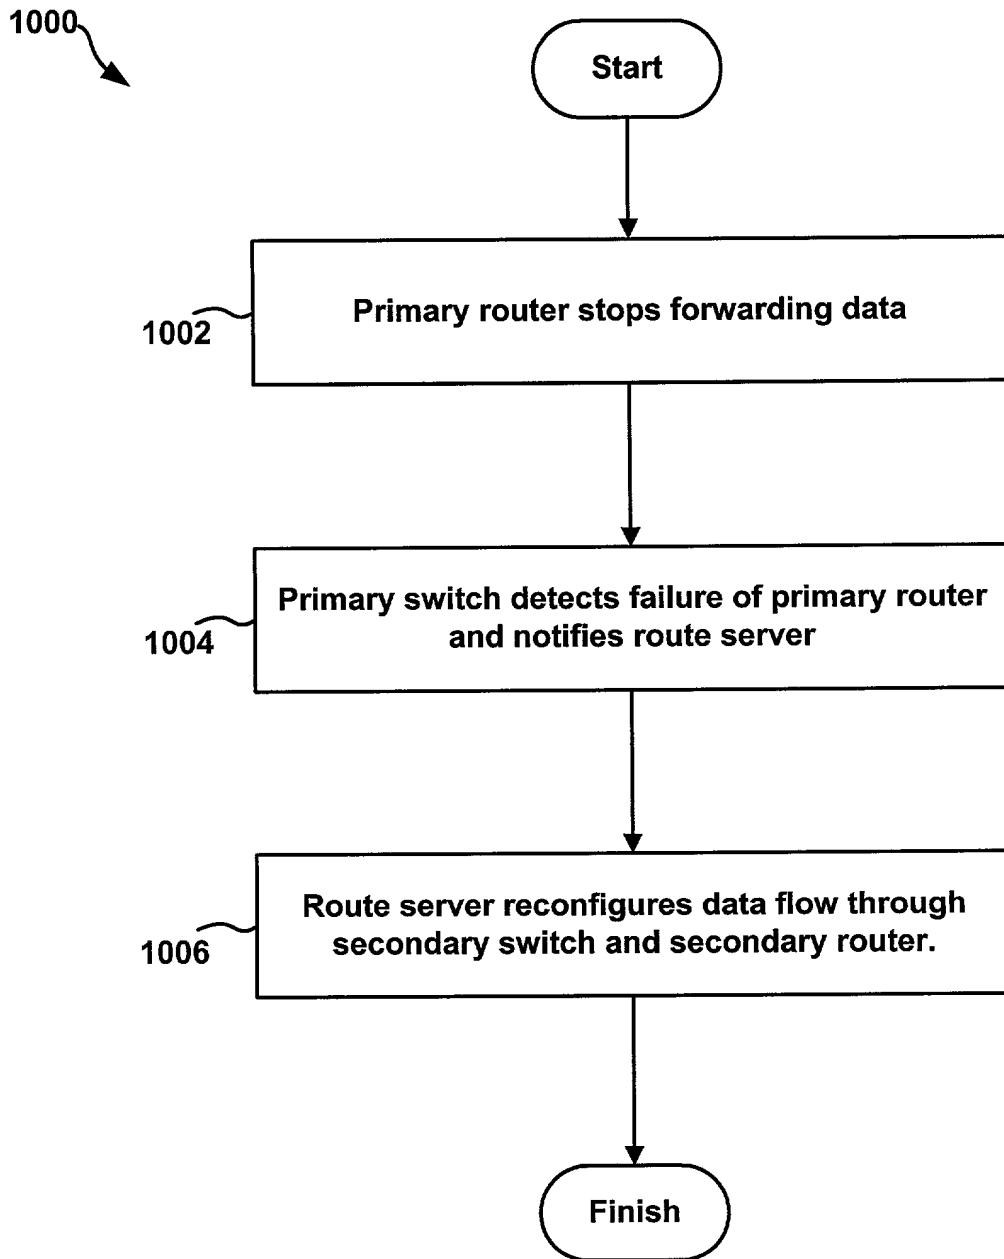 1000
Start
Primary router stops forwarding data
1002
Primary switch detects failure of primary router
and notifies route server
1004
Route server reconfigures data flow through
secondary switch and secondary router.
1006
Finish